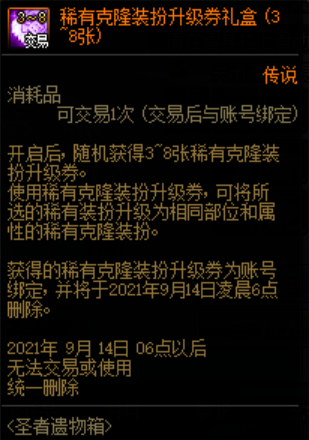 3~8
交易
稀有克隆装扮升级券礼盒 (3
~8张)
传说
消耗品
可交易1次 (交易后与账号绑定)
开启后, 随机获得3~8张稀有克隆装
扮升级券。
使用稀有克隆装扮升级券, 可将所
选的稀有装扮升级为相同部位和属
性的稀有克隆装扮。
获得的稀有克隆装扮升级券为账号
绑定, 并将于2021年9月14日凌晨6点
删除。
2021年 9月 14日 06点以后
无法交易或使用
统一删除
<圣者遗物箱>